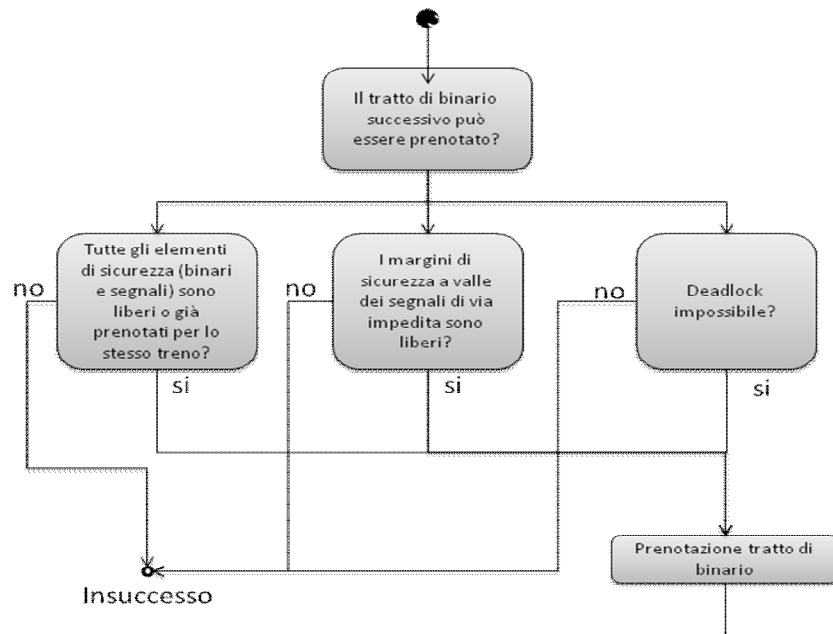 Il tratto di binario
successivo può
essere prenotato?
Tutte gli elementi
di sicurezza (binari
e segnali) sono
liberi o già
prenotati per lo
stesso treno?
I margini di
sicurezza a valle
dei segnali di via
impedita sono
liberi?
Deadlock
impossibile?
no
no
no
si
si
si
Prenotazione tratto di
binario
Insuccesso